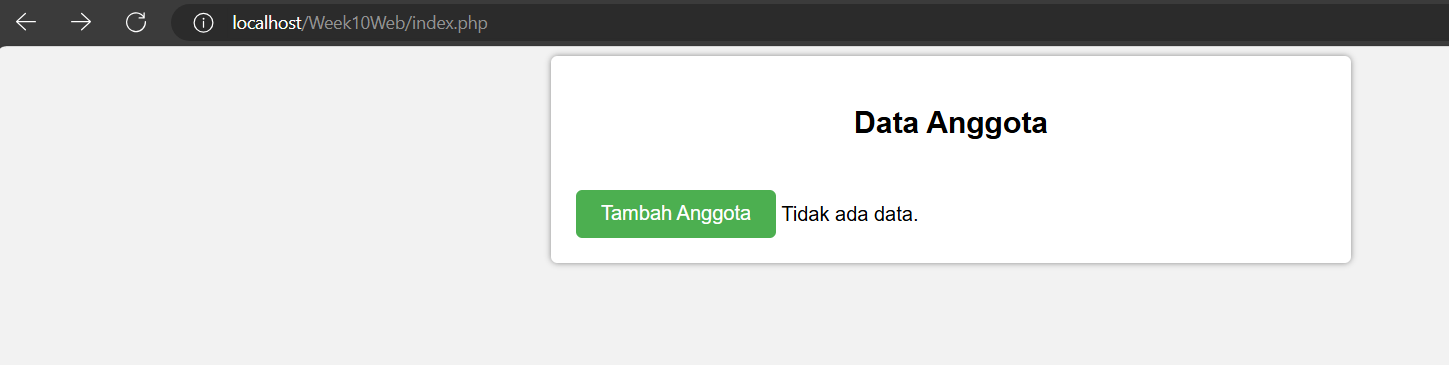 localhost/Week10Web/index.php
Data Anggota
Tambah Anggota Tidak ada data.